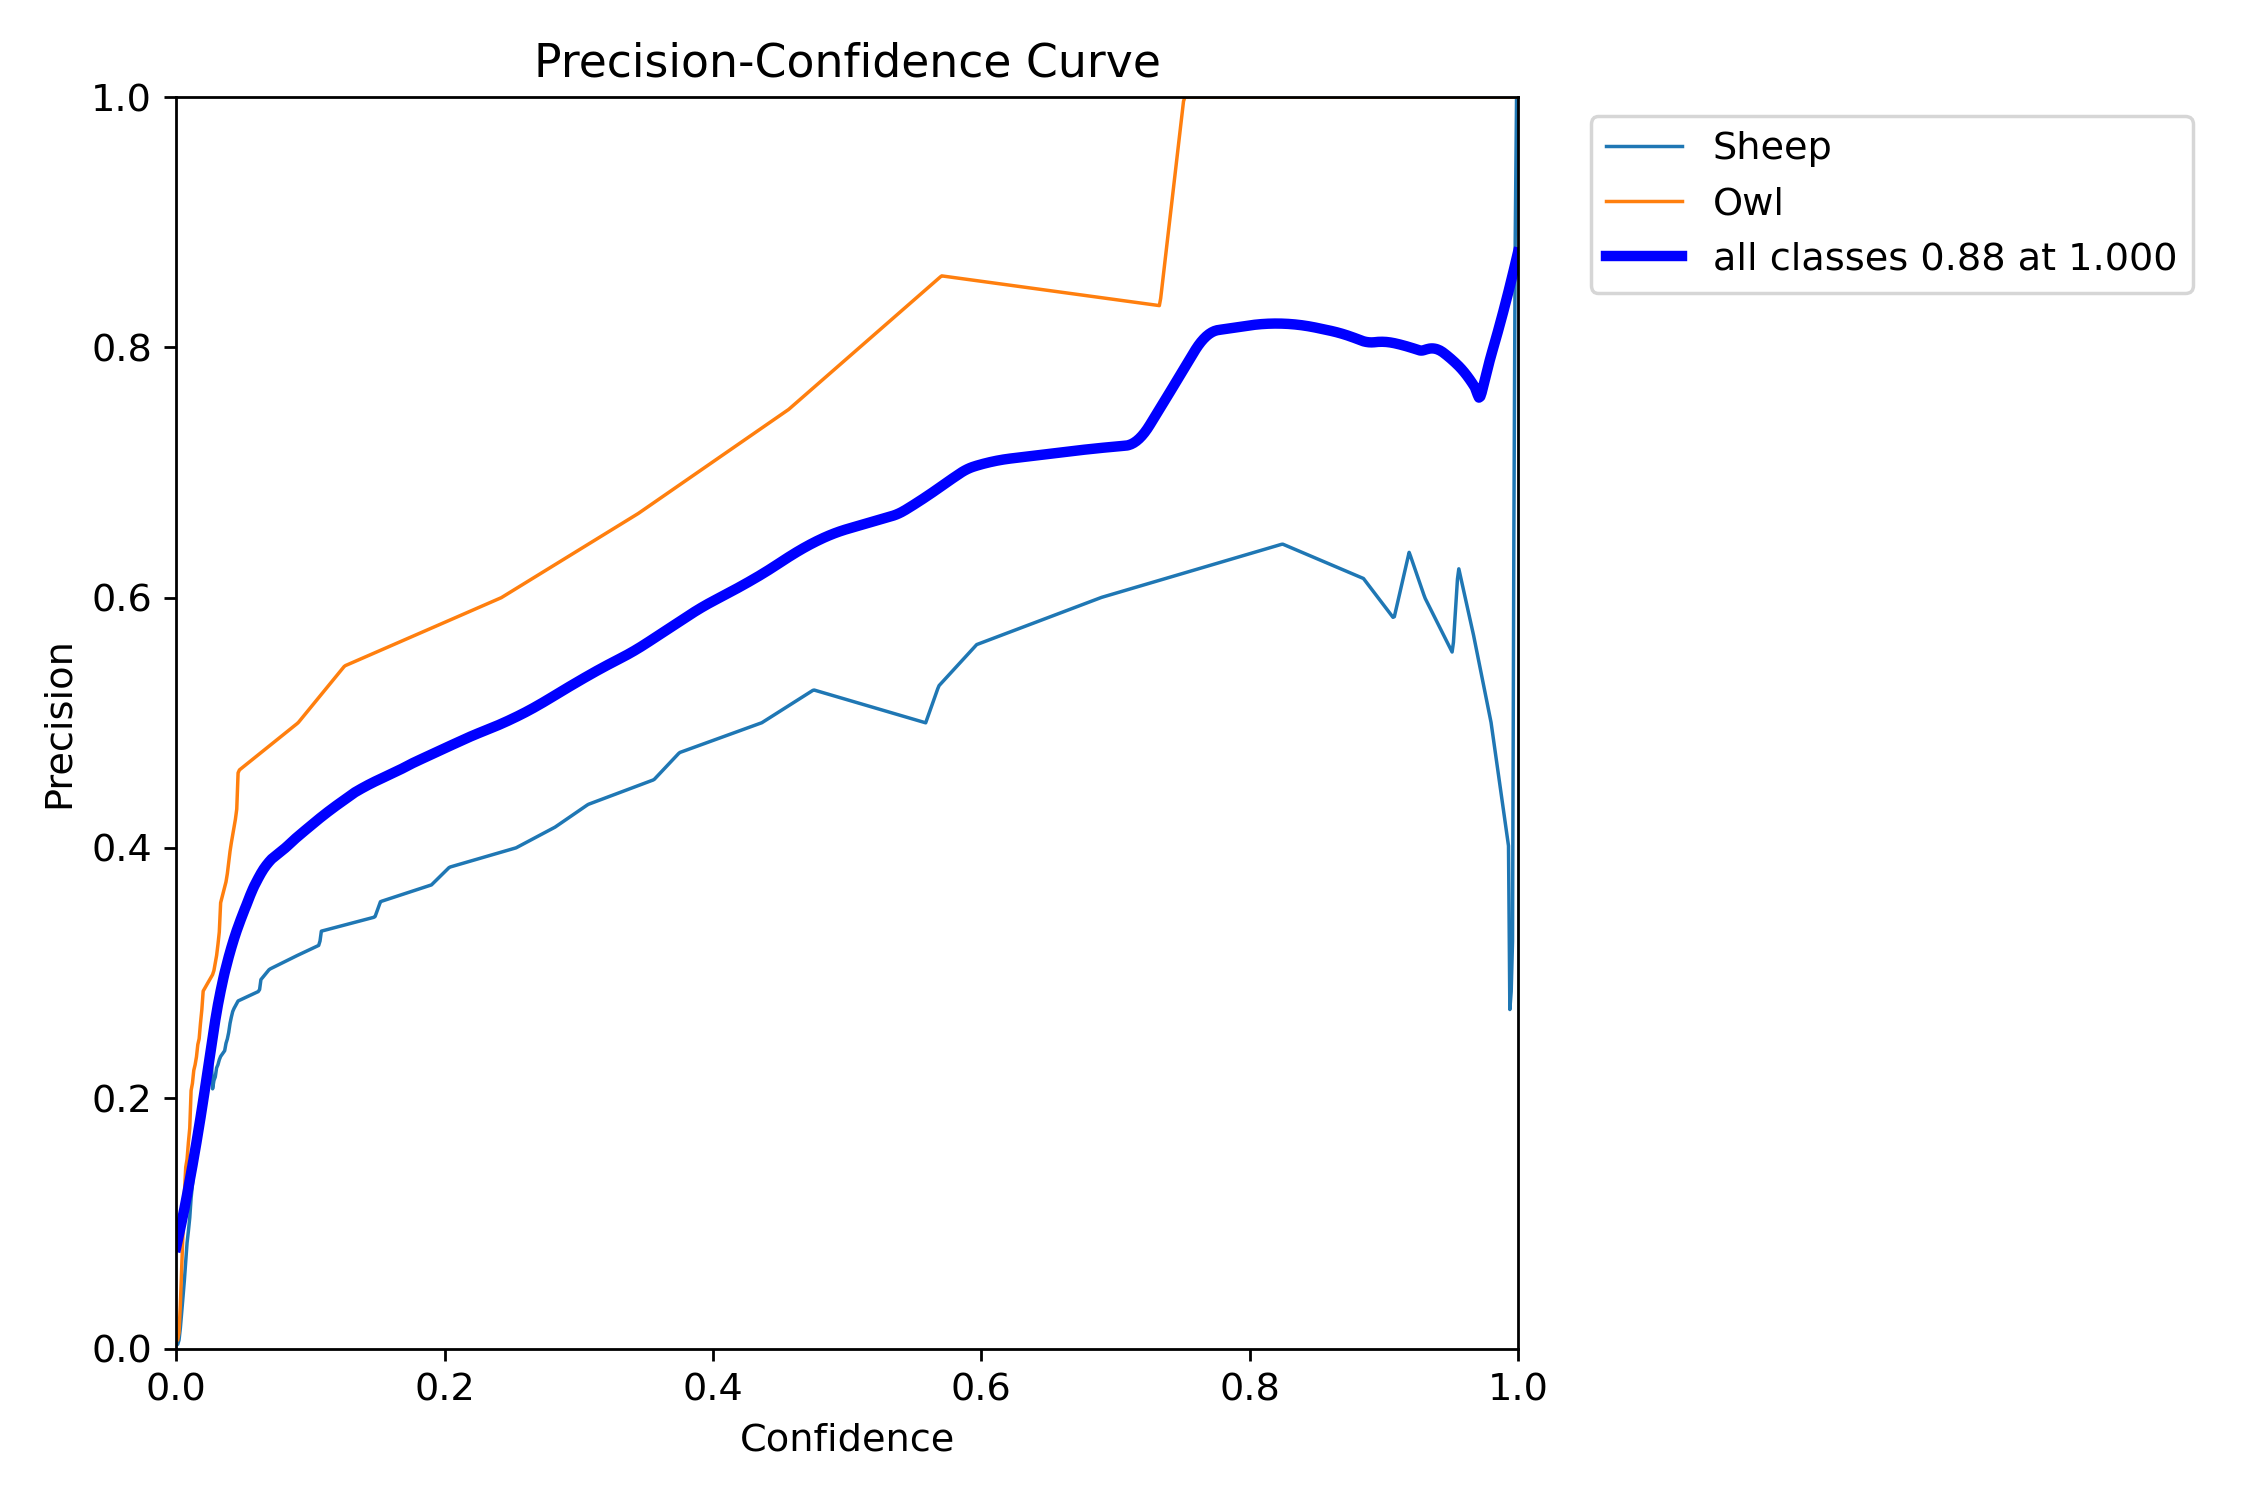 Precision-Confidence Curve
1.0
0.8
0.6
0.4
0.2
0.0
Precision
0.0 0.2 0.4 0.6 0.8 1.0
Confidence
Sheep
Owl
all classes 0.88 at 1.000